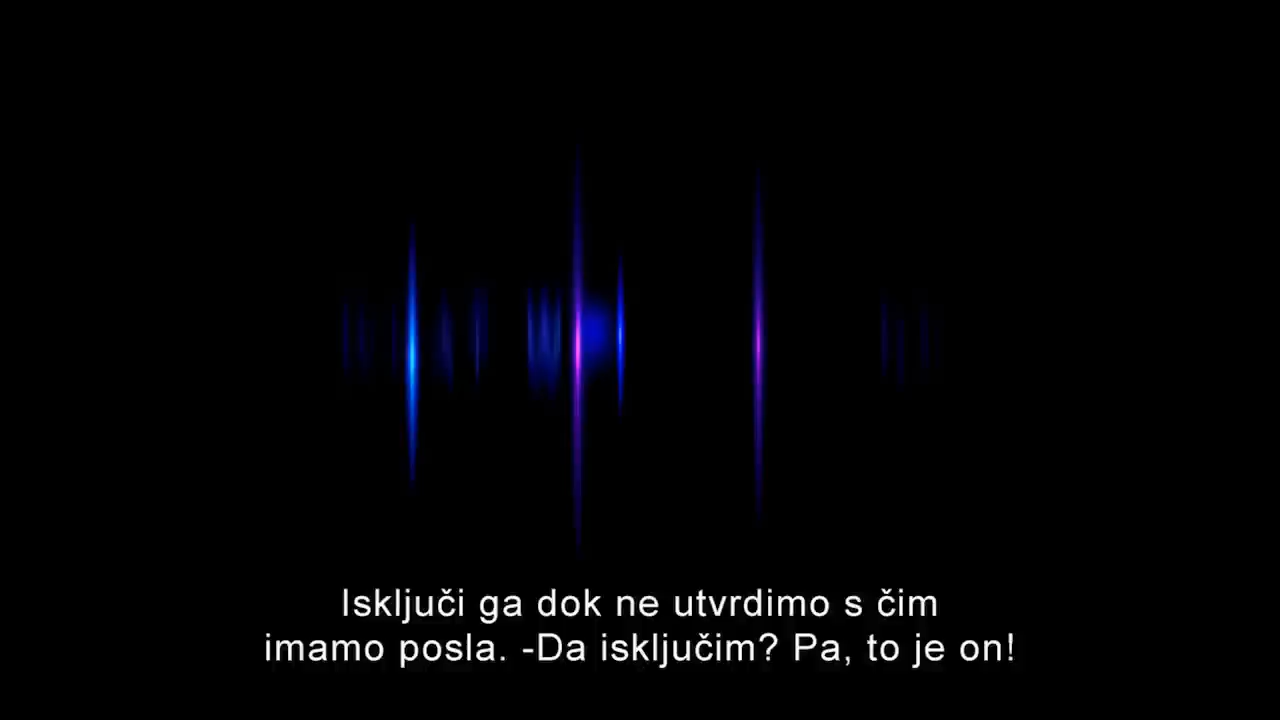 Isključi ga dok ne utvrdimo s čim
imamo posla. -Da isključim? Pa, to je on!